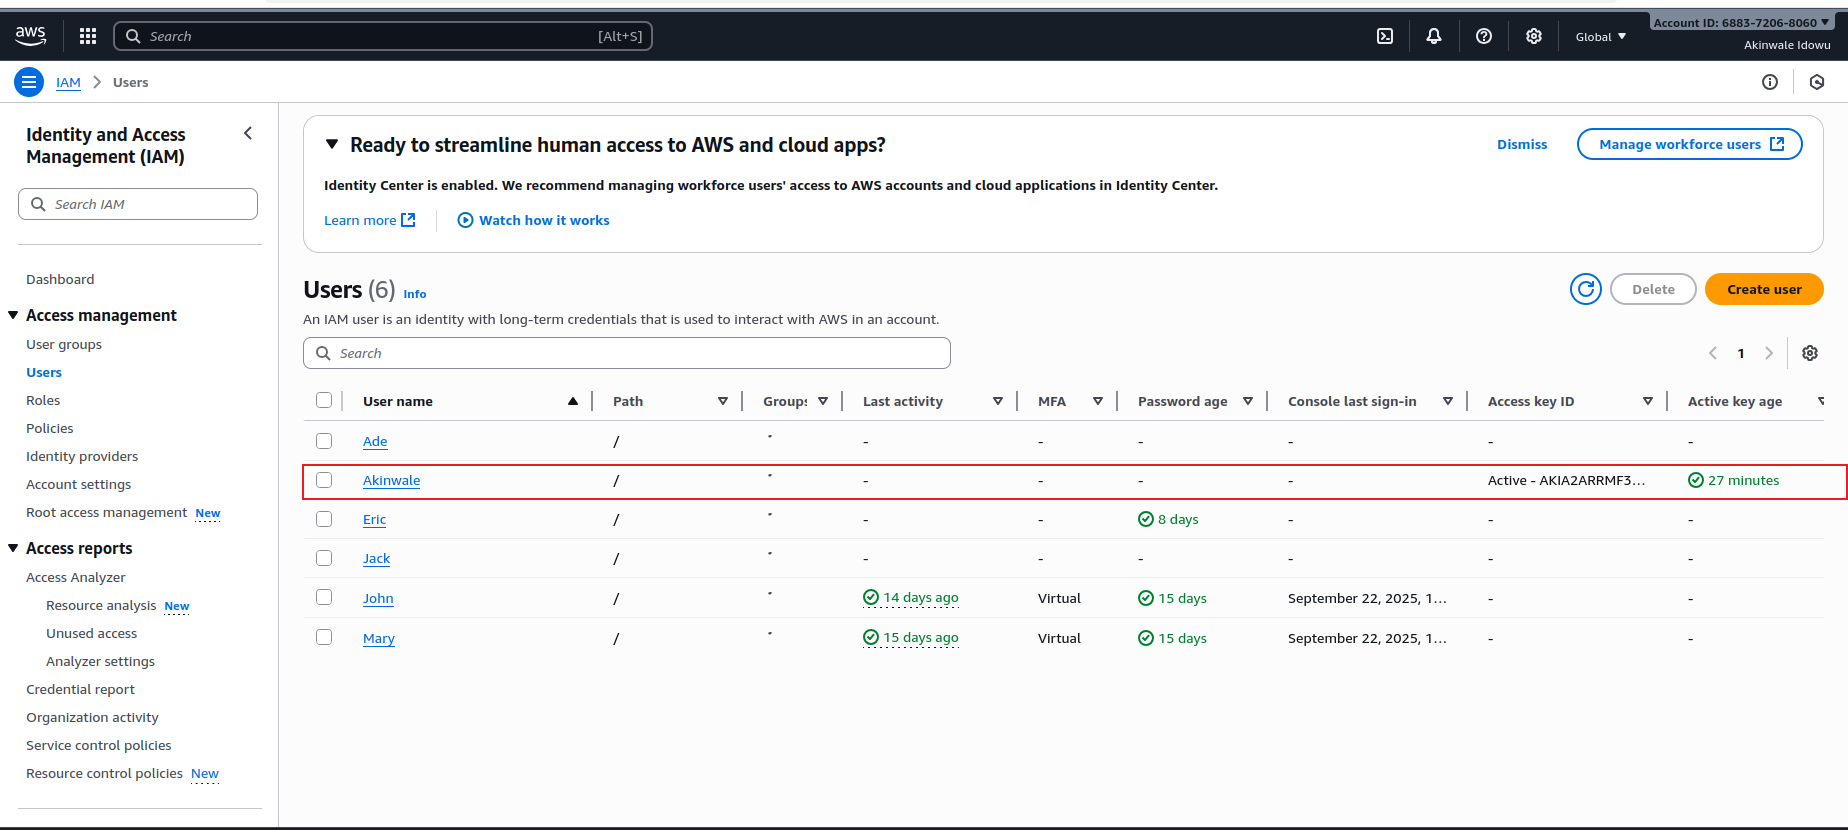 aws
Search
[Alt+S]
Global
Account ID: 6883-7206-8060
Akinwale Idowu
IAM
Users
Identity and Access
Management (IAM)
Search IAM
Dashboard
Access management
User groups
Users
Roles
Policies
Identity providers
Account settings
Root access management New
Access reports
Access Analyzer
Resource analysis New
Unused access
Analyzer settings
Credential report
Organization activity
Service control policies
Resource control policies New
Ready to streamline human access to AWS and cloud apps?
Dismiss
Manage workforce users
Identity Center is enabled. We recommend managing workforce users' access to AWS accounts and cloud applications in Identity Center.
Learn more
Watch how it works
Users (6) Info
Delete
Create user
An IAM user is an identity with long-term credentials that is used to interact with AWS in an account.
Search
1
User name Path Groups Last activity MFA Password age Console last sign-in Access key ID Active key age
Ade / - - - - - - -
Akinwale / - - - - - Active - AKIA2ARRMF3... 27 minutes
Eric / - - - 8 days - - -
Jack / - - - - - - -
John / - 14 days ago Virtual 15 days September 22, 2025, 1... - -
Mary / - 15 days ago Virtual 15 days September 22, 2025, 1... - -